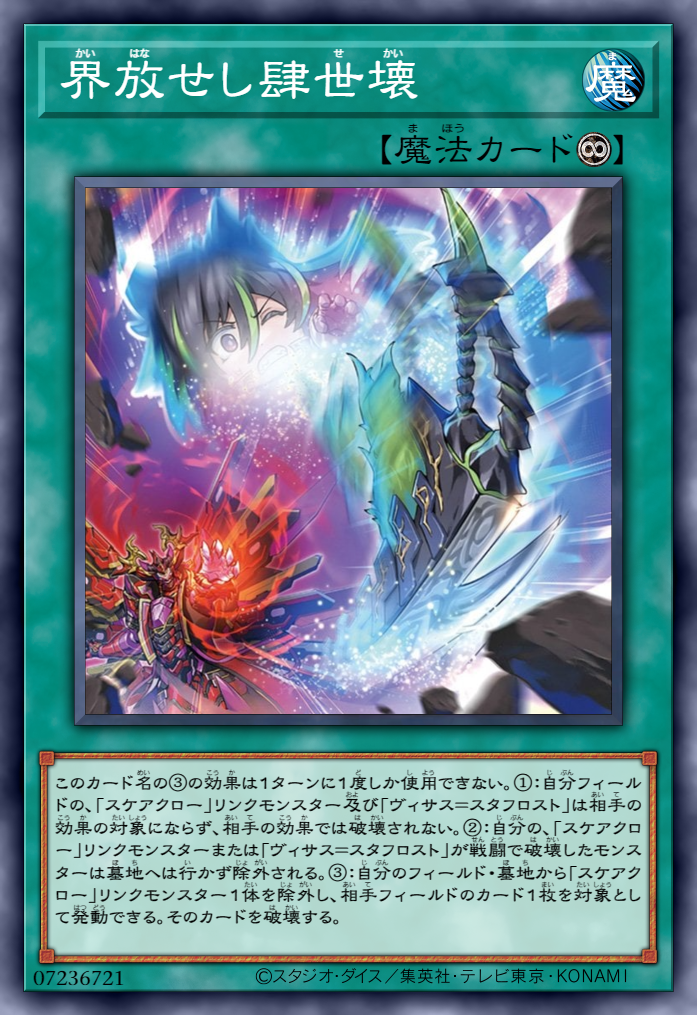 界放せし肆世壊
魔
【魔法カード】
このカード名の③の効果は1ターンに1度しか使用できない。①:自分フィール
ドの、「スケアクロー」リンクモンスター及び「ヴィサス=スタフロスト」は相手の
効果の対象にならず、相手の効果では破壊されない。②:自分の、「スケアクロ
ー」リンクモンスターまたは「ヴィサス=スタフロスト」が戦闘で破壊したモンス
ターは墓地へは行かず除外される。③:自分のフィールド・墓地から「スケアク
ロー」リンクモンスター1体を除外し、相手フィールドのカード1枚を対象とし
て発動できる。そのカードを破壊する。
07236721
©スタジオ・ダイス/集英社・テレビ東京・KONAMI